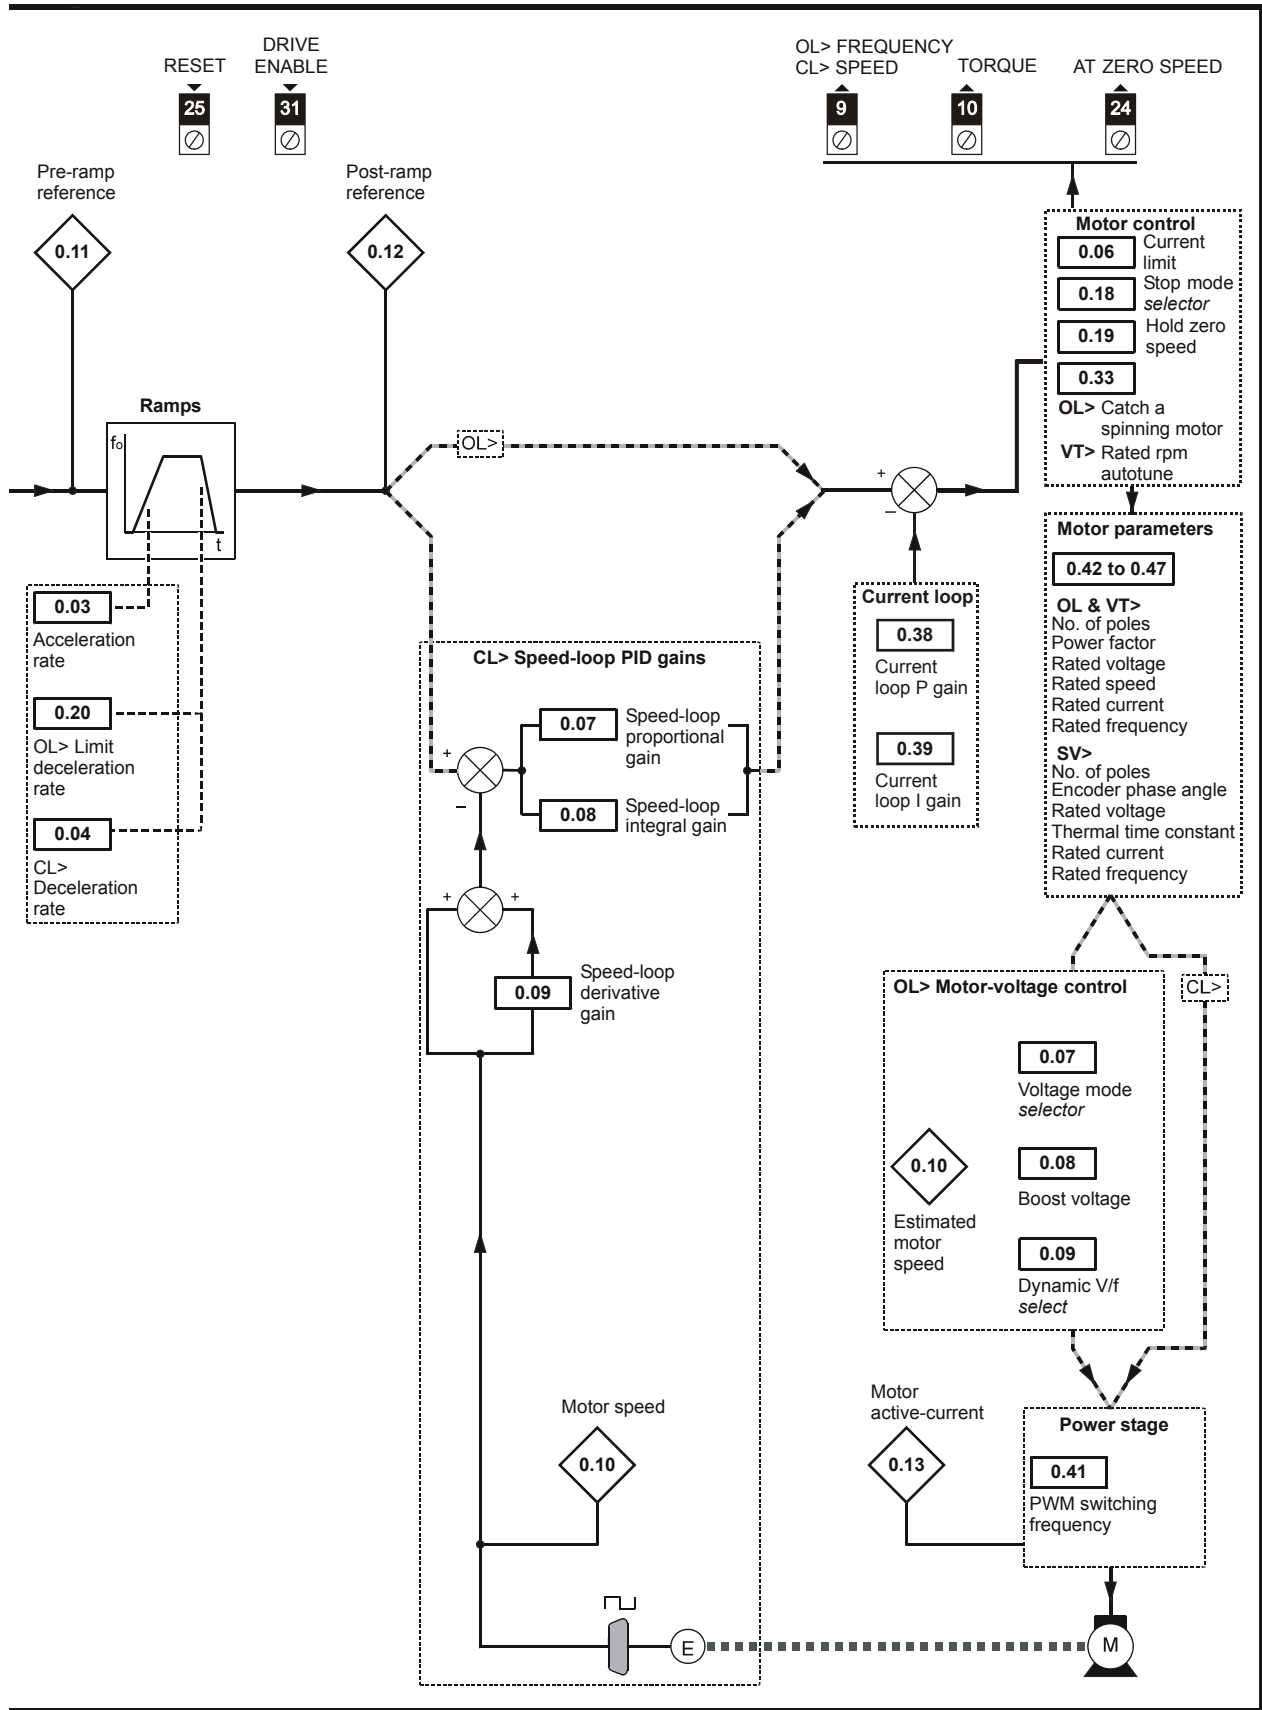 RESET
DRIVE
ENABLE
OL> FREQUENCY
CL> SPEED
TORQUE
AT ZERO SPEED
25
31
9
10
24
Pre-ramp
reference
0.11
Post-ramp
reference
0.12
Motor control
0.06
Current
limit
0.18
Stop mode
selector
0.19
Hold zero
speed
0.33
OL> Catch a
spinning motor
VT> Rated rpm
autotune
Ramps
fo
t
OL>
+
−
0.03
Acceleration
rate
0.20
OL> Limit
deceleration
rate
0.04
CL>
Deceleration
rate
CL> Speed-loop PID gains
+
−
0.07
Speed-loop
proportional
gain
0.08
Speed-loop
integral gain
+
+
0.09
Speed-loop
derivative
gain
Current loop
0.38
Current
loop P gain
0.39
Current
loop I gain
Motor parameters
0.42 to 0.47
OL & VT>
No. of poles
Power factor
Rated voltage
Rated speed
Rated current
Rated frequency
SV>
No. of poles
Encoder phase angle
Rated voltage
Thermal time constant
Rated current
Rated frequency
OL> Motor-voltage control
CL>
0.07
Voltage mode
selector
0.10
Estimated
motor
speed
0.08
Boost voltage
0.09
Dynamic V/f
select
Motor speed
0.10
Motor
active-current
0.13
Power stage
0.41
PWM switching
frequency
E
M